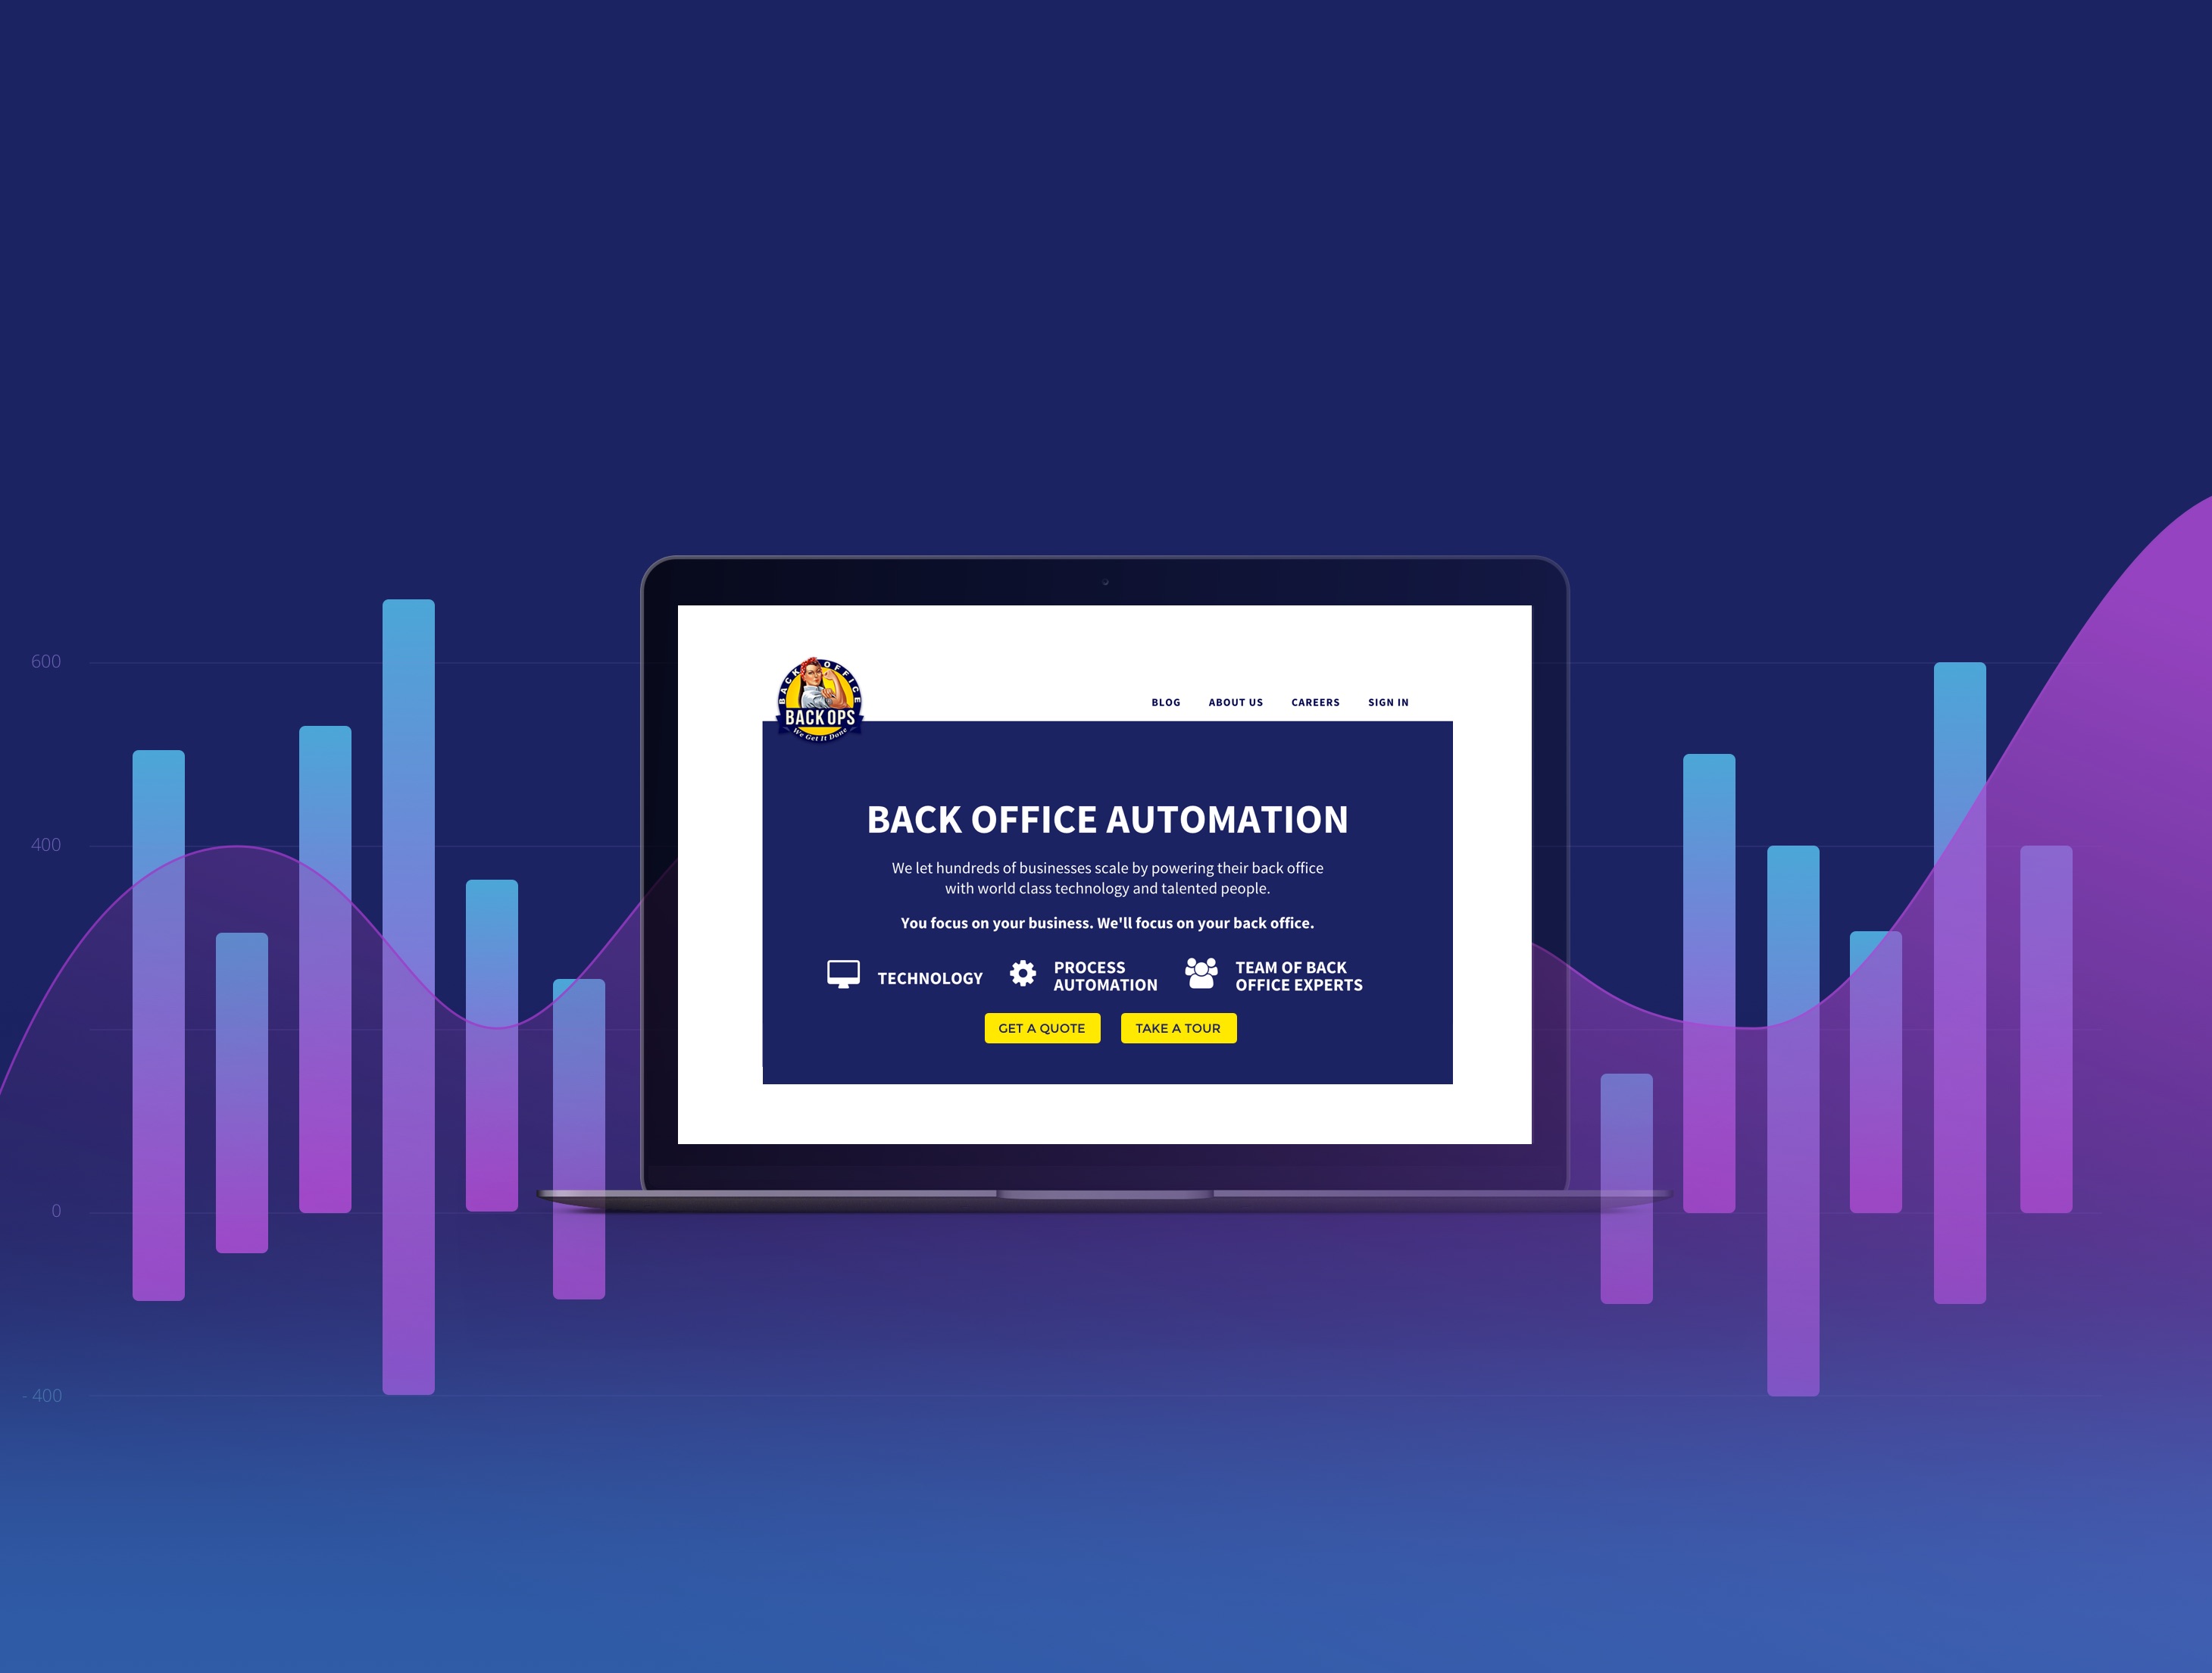 600
400
0
- 400
BACK OFFICE
BACK OPS
We Get It Done
BLOG ABOUT US CAREERS SIGN IN
BACK OFFICE AUTOMATION
We let hundreds of businesses scale by powering their back office
with world class technology and talented people.
You focus on your business. We'll focus on your back office.
TECHNOLOGY
PROCESS
AUTOMATION
TEAM OF BACK
OFFICE EXPERTS
GET A QUOTE TAKE A TOUR